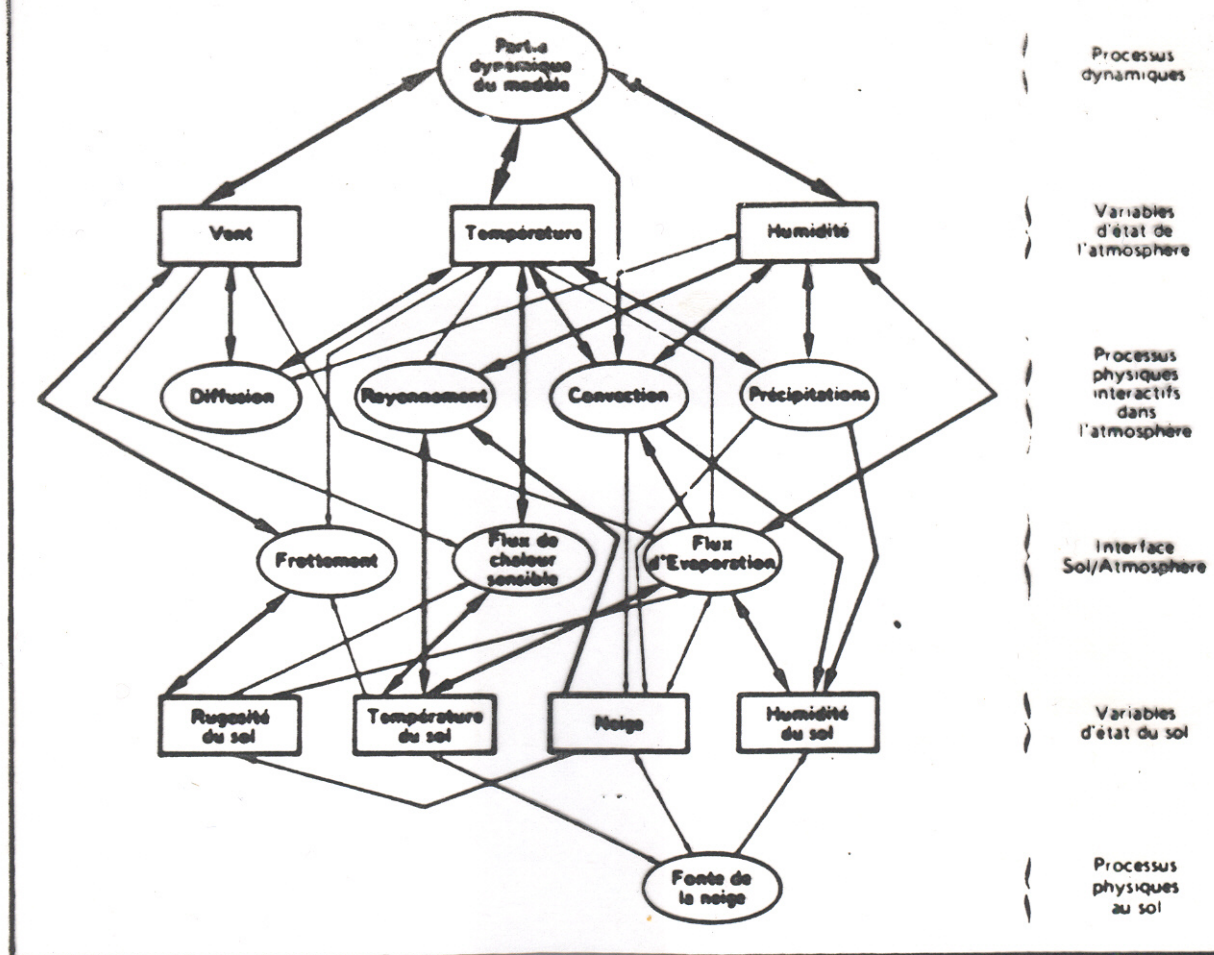 Partie
dynamique
du modèle
Processus
dynamiques
Vent
Température
Humidité
Variables
d'état de
l'atmosphère
Diffusion
Rayonnement
Convection
Précipitations
Processus
physiques
interactifs
dans
l'atmosphère
Frottement
Flux de
chaleur
sensible
Flux
d'Evaporation
Interface
Sol/Atmosphère
Rugosité
du sol
Température
du sol
Neige
Humidité
du sol
Variables
d'état du sol
Fonte de
la neige
Processus
physiques
au sol